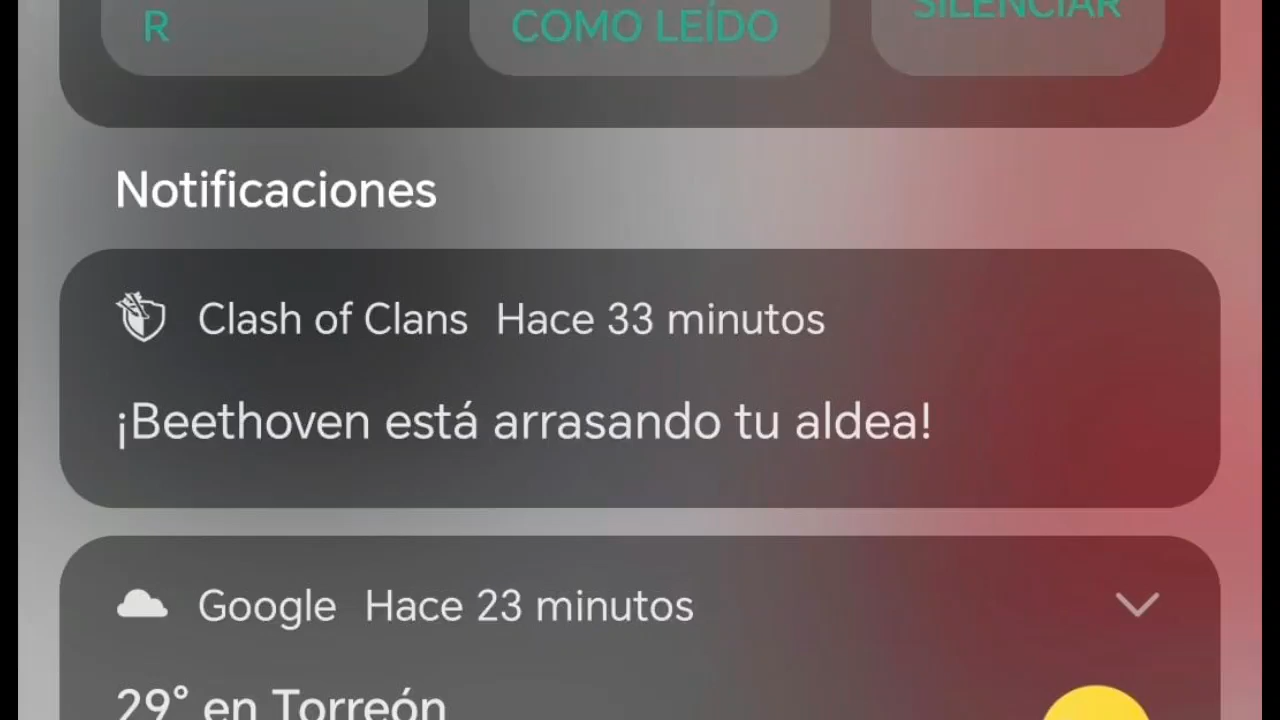 R
COMO LEÍDO
SILENCIAR
Notificaciones
Clash of Clans Hace 33 minutos
¡Beethoven está arrasando tu aldea!
Google Hace 23 minutos
29° en Torreón